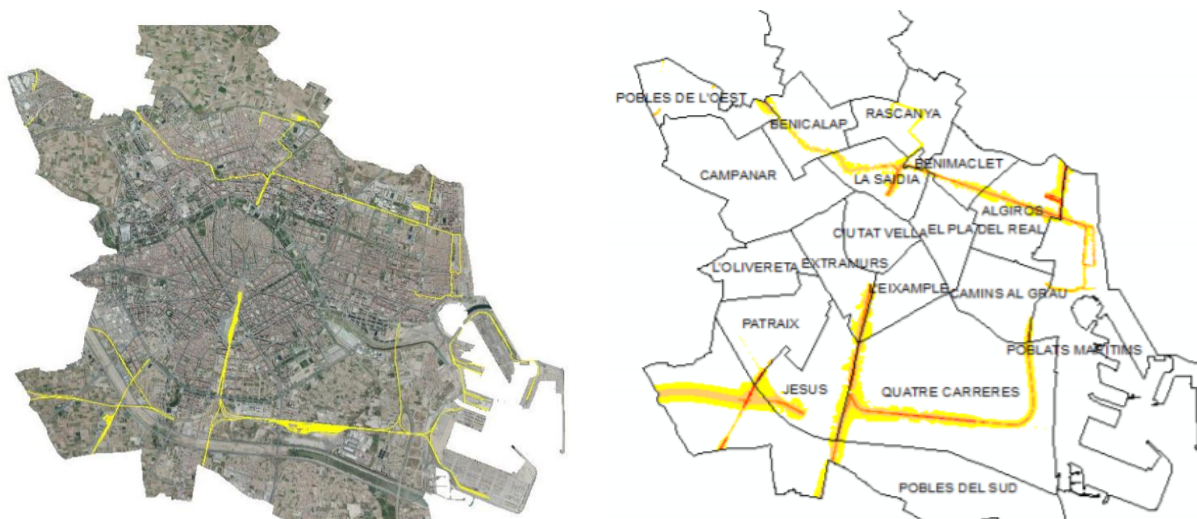 POBLES DE L'OEST
RASCANYA
BENICALAP
BENIMACLET
CAMPANAR
LA SAIDIA
ALGIROS
CIUTAT VELLA
EL PLA DEL REAL
L'OLIVERETA
EXTRAMURS
L'EIXAMPLE
CAMINS AL GRAU
PATRAIX
POBLATS MARITIMS
JESUS
QUATRE CARRERES
POBLES DEL SUD